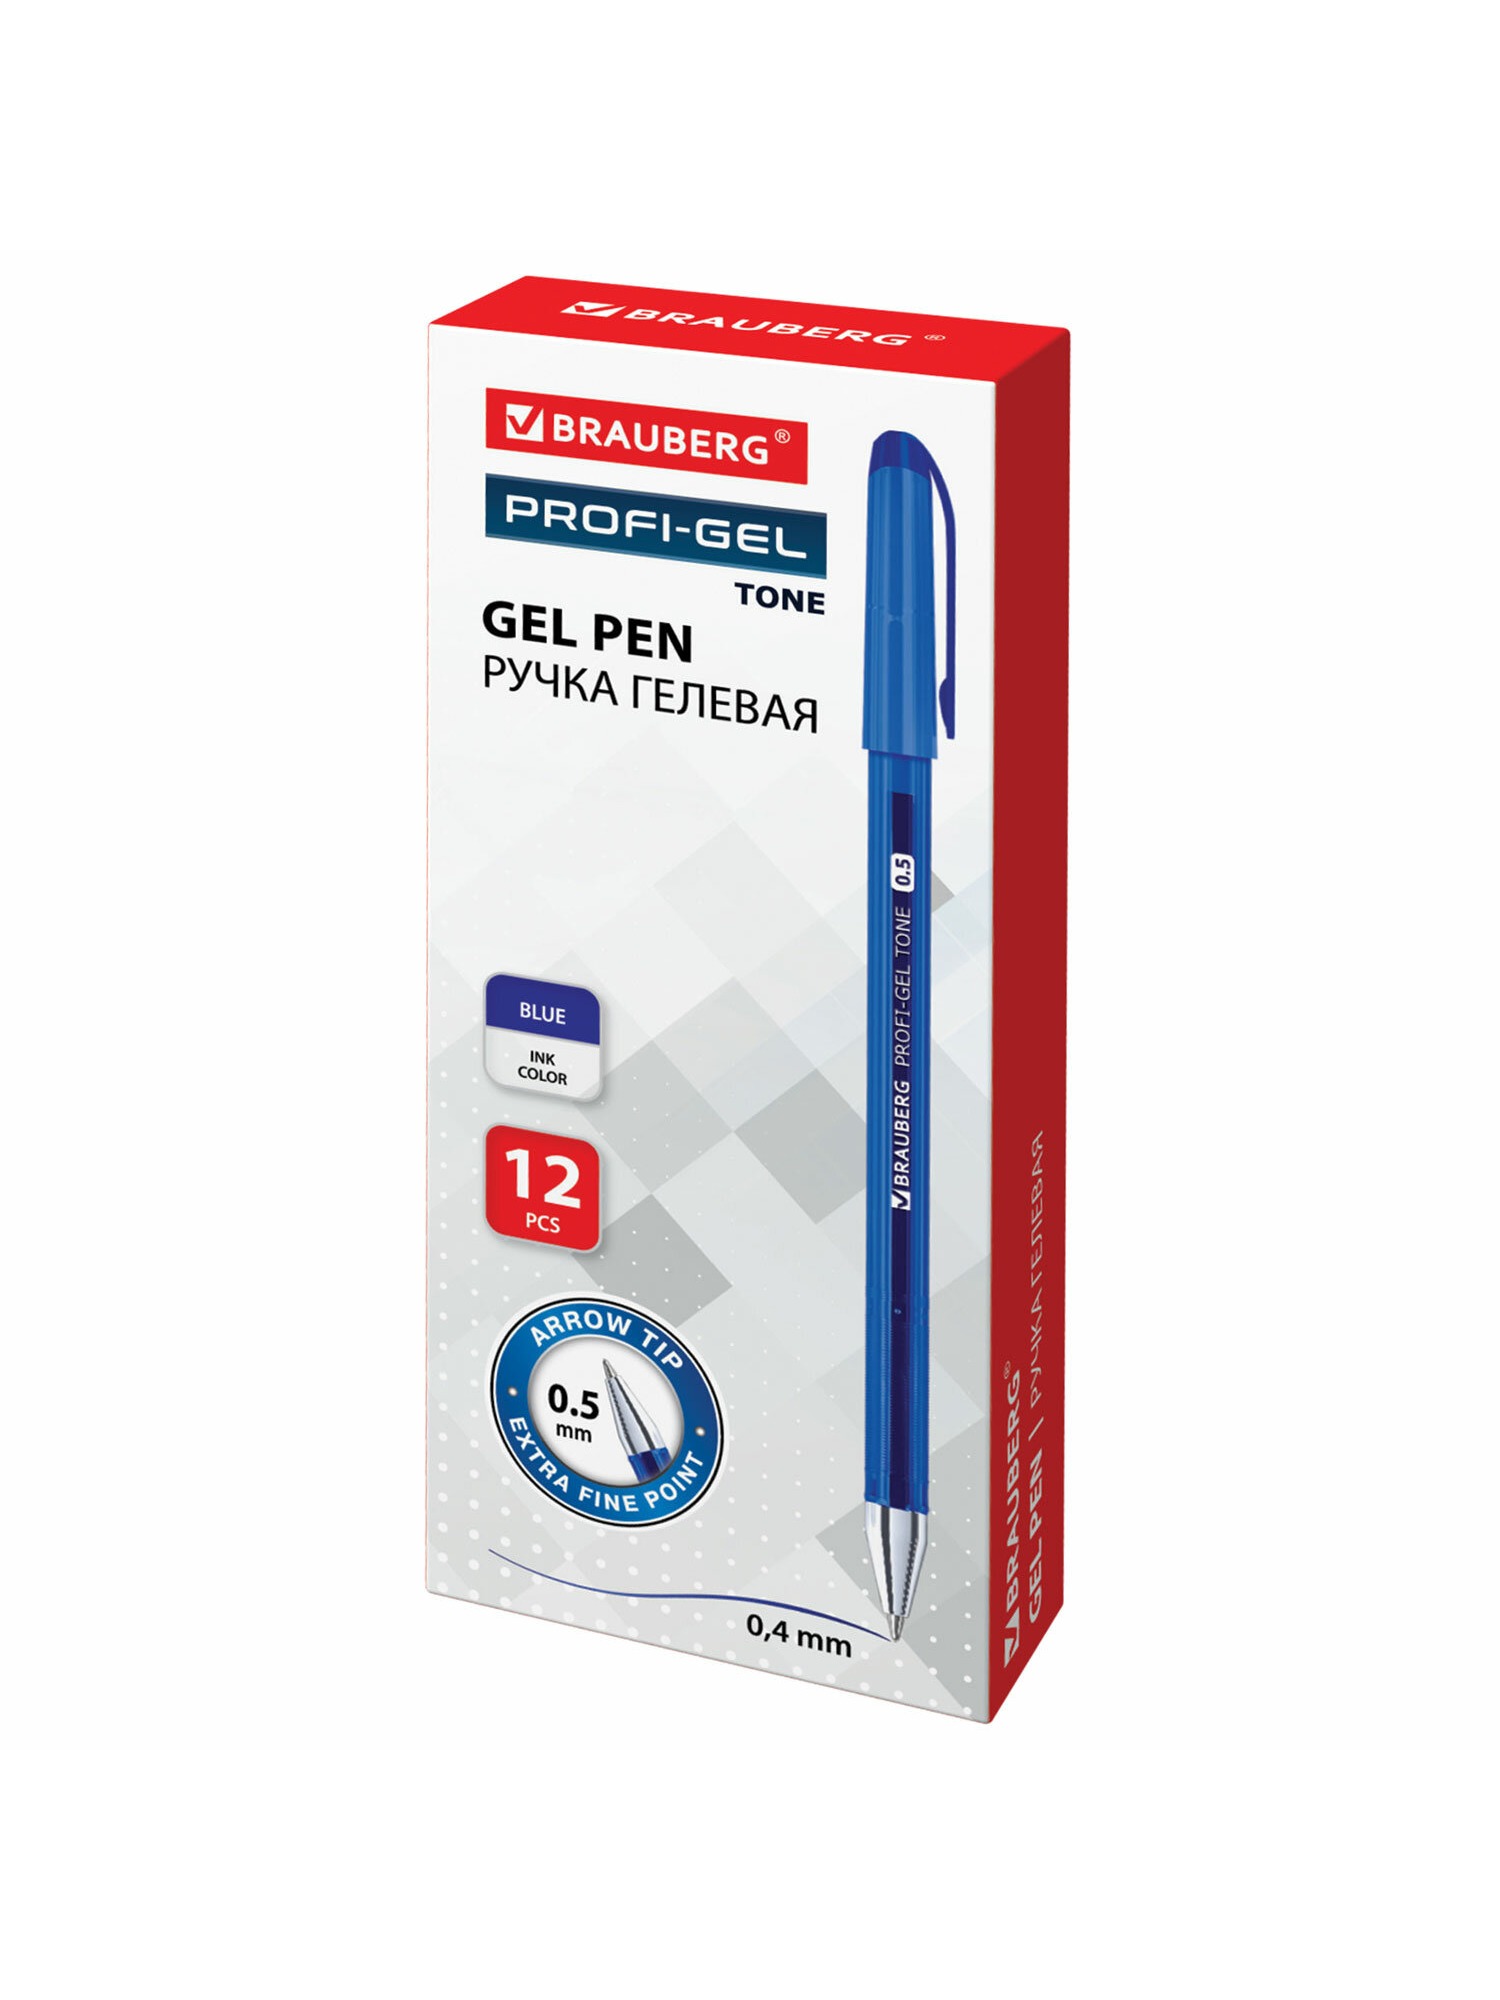 BRAUBERG®
BRAUBERG®
PROFI-GEL
TONE
GEL PEN
РУЧКА ГЕЛЕВАЯ
BLUE
INK
COLOR
12
PCS
ARROW TIP
0.5
mm
EXTRA FINE POINT
0,4 mm
BRAUBERG PROFI-GEL TONE 0.5
BRAUBERG®
GEL PEN | РУЧКА ГЕЛЕВАЯ